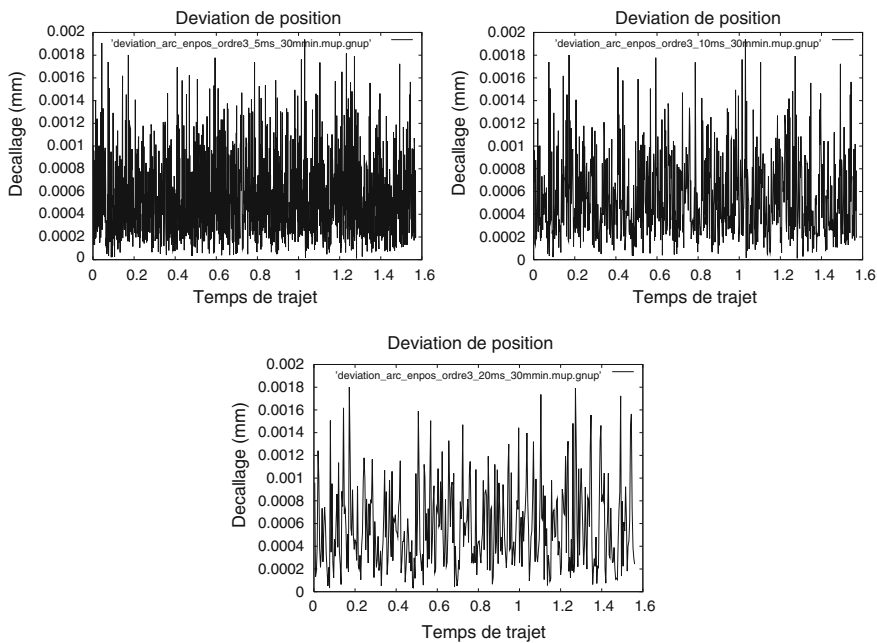 Deviation de position
'deviation_arc_enpos_ordre3_5ms_30mmin.mup.gnup'
Decallage (mm)
0.002
0.0018
0.0016
0.0014
0.0012
0.001
0.0008
0.0006
0.0004
0.0002
0
0 0.2 0.4 0.6 0.8 1 1.2 1.4 1.6
Temps de trajet
Deviation de position
'deviation_arc_enpos_ordre3_10ms_30mmin.mup.gnup'
Decallage (mm)
0.002
0.0018
0.0016
0.0014
0.0012
0.001
0.0008
0.0006
0.0004
0.0002
0
0 0.2 0.4 0.6 0.8 1 1.2 1.4 1.6
Temps de trajet
Deviation de position
'deviation_arc_enpos_ordre3_20ms_30mmin.mup.gnup'
Decallage (mm)
0.002
0.0018
0.0016
0.0014
0.0012
0.001
0.0008
0.0006
0.0004
0.0002
0
0 0.2 0.4 0.6 0.8 1 1.2 1.4 1.6
Temps de trajet